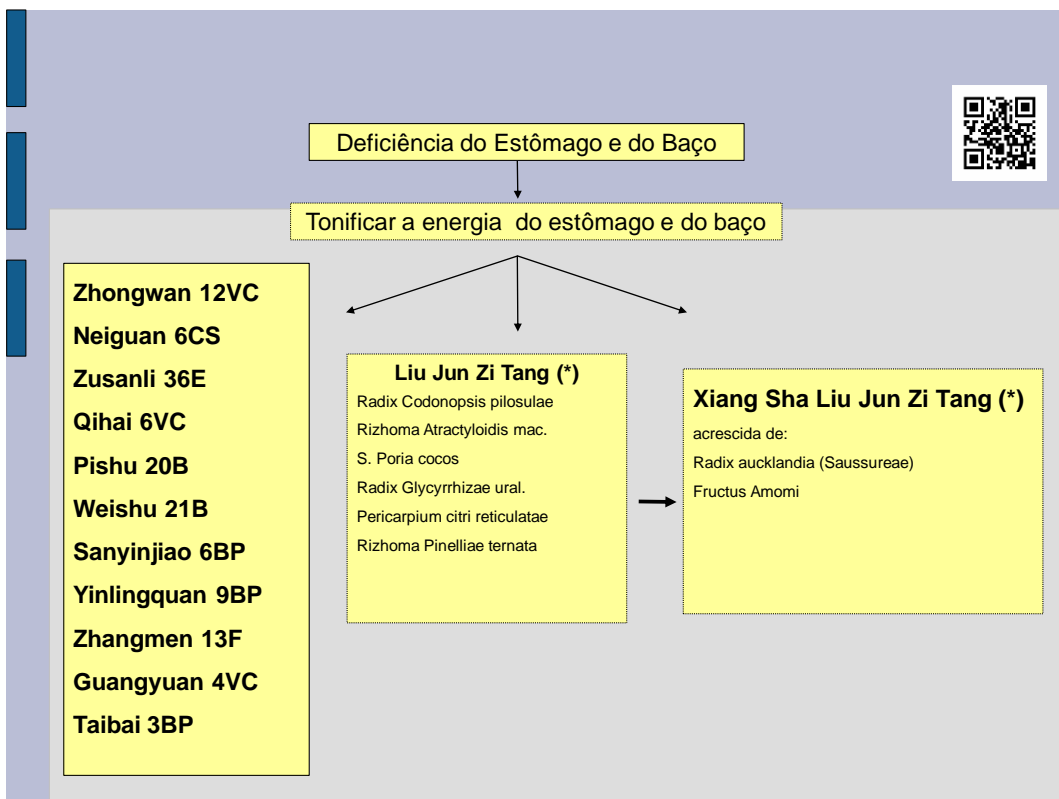 Deficiência do Estômago e do Baço
Tonificar a energia  do estômago e do baço
Zhongwan 12VC
Neiguan 6CS
Zusanli 36E
Qihai 6VC
Pishu 20B
Weishu 21B
Sanyinjiao 6BP
Yinlingquan 9BP
Zhangmen 13F
Guangyuan 4VC
Taibai 3BP
Liu Jun Zi Tang (*)
Radix Codonopsis pilosulae
Rizhoma Atractyloidis mac.
S. Poria cocos
Radix Glycyrrhizae ural.
Pericarpium citri reticulatae
Rizhoma Pinelliae ternata
Xiang Sha Liu Jun Zi Tang (*)
acrescida de:
Radix aucklandia (Saussureae)
Fructus Amomi